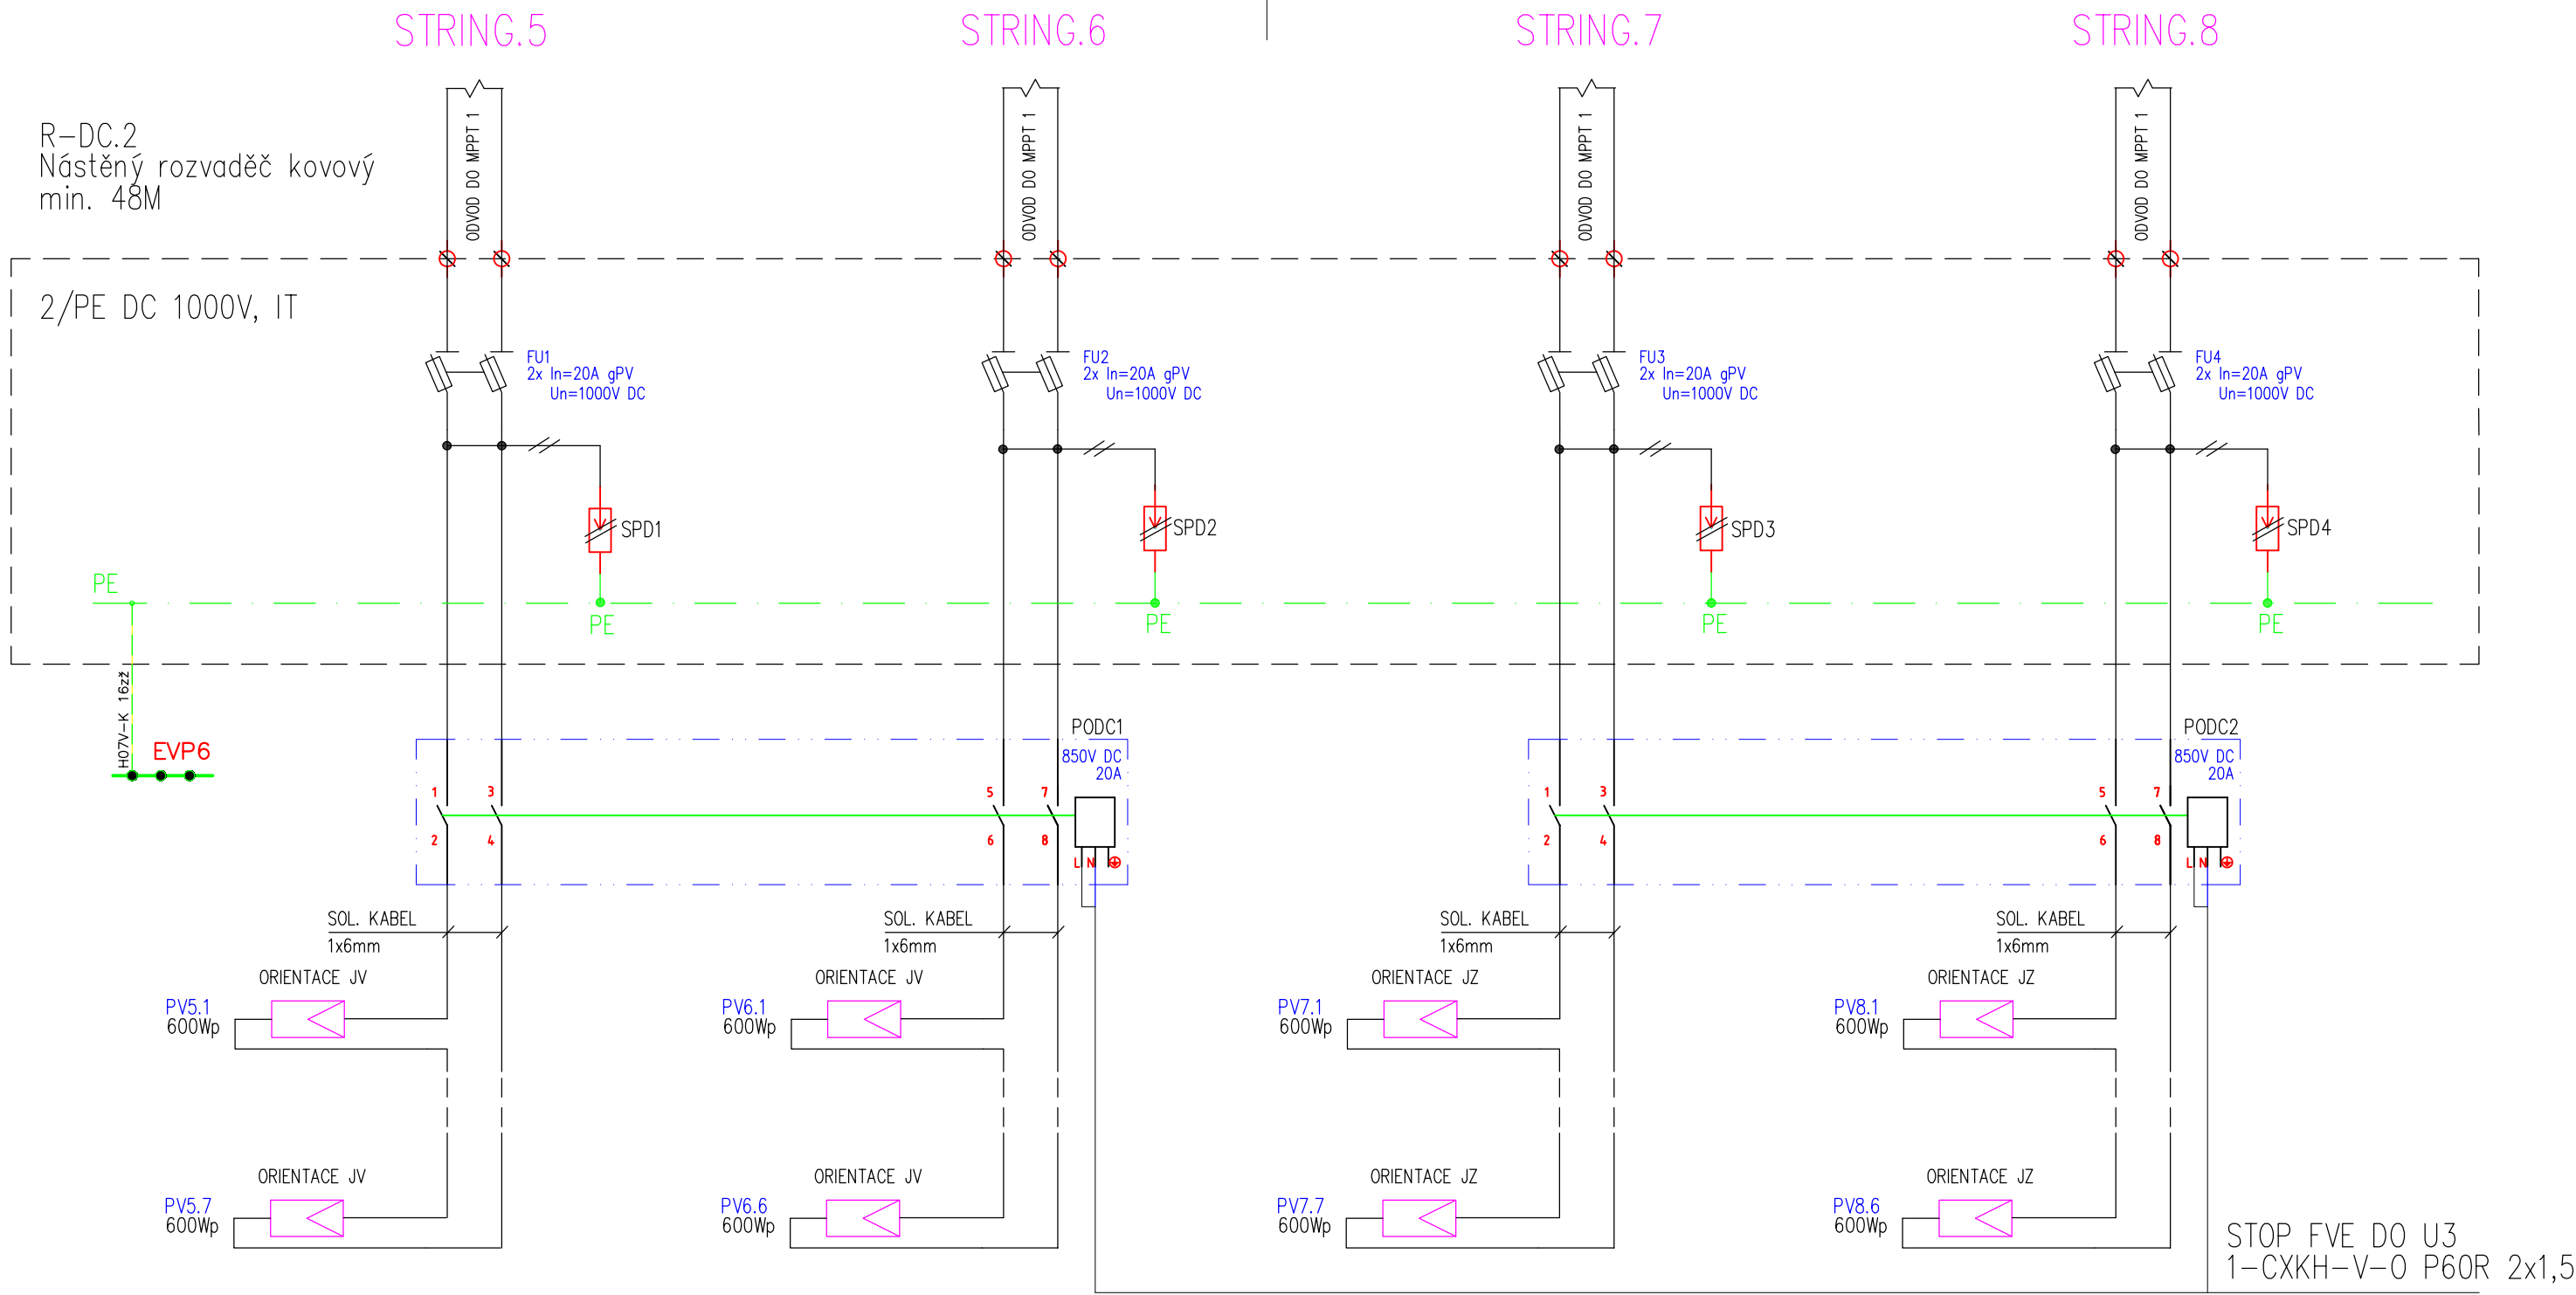 STRING.5
STRING.6
STRING.7
STRING.8
R-DC.2
Nástěný rozvaděč kovový
min. 48M
ODVOD DO MPPT 1
ODVOD DO MPPT 1
ODVOD DO MPPT 1
ODVOD DO MPPT 1
2/PE DC 1000V, IT
FU1
2x In=20A gPV
Un=1000V DC
FU2
2x In=20A gPV
Un=1000V DC
FU3
2x In=20A gPV
Un=1000V DC
FU4
2x In=20A gPV
Un=1000V DC
SPD1
SPD2
SPD3
SPD4
PE
PE
PE
PE
PE
H07V-K 16zž
EVP6
PODC1
850V DC
20A
1
3
5
7
2
4
6
8
L N
PODC2
850V DC
20A
1
3
5
7
2
4
6
8
L N
SOL. KABEL
1x6mm
SOL. KABEL
1x6mm
SOL. KABEL
1x6mm
SOL. KABEL
1x6mm
ORIENTACE JV
PV5.1
600Wp
ORIENTACE JV
PV6.1
600Wp
ORIENTACE JZ
PV7.1
600Wp
ORIENTACE JZ
PV8.1
600Wp
ORIENTACE JV
PV5.7
600Wp
ORIENTACE JV
PV6.6
600Wp
ORIENTACE JZ
PV7.7
600Wp
ORIENTACE JZ
PV8.6
600Wp
STOP FVE DO U3
1-CXKH-V-O P60R 2x1,5